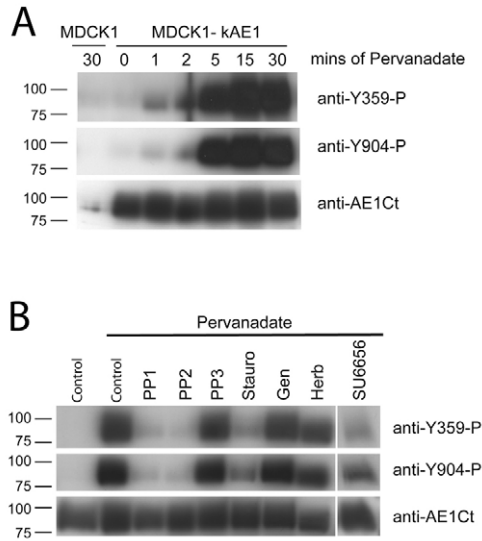 A
MDCK1 MDCK1- kAE1
30 0 1 2 5 15 30 mins of Pervanadate
100
75
anti-Y359-P
100
75
anti-Y904-P
100
75
anti-AE1Ct
B
Pervanadate
Control Control PP1 PP2 PP3 Stauro Gen Herb SU6656
100
75
anti-Y359-P
100
75
anti-Y904-P
100
75
anti-AE1Ct